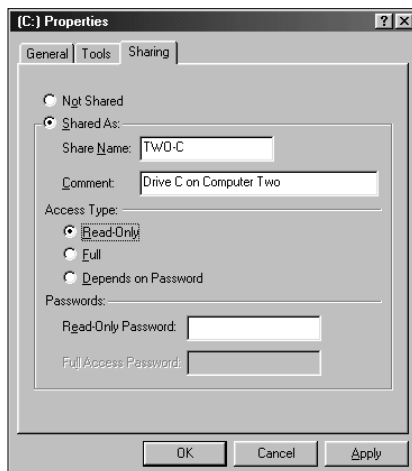 (C:) Properties
General Tools Sharing
Not Shared
Shared As:
Share Name: TWO-C
Comment: Drive C on Computer Two
Access Type:
Read-Only
Full
Depends on Password
Passwords:
Read-Only Password:
Full Access Password:
OK Cancel Apply